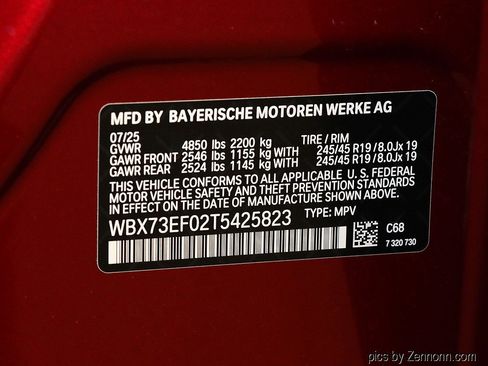 MFD BY BAYERISCHE MOTOREN WERKE AG
07/25
GVWR 4850 lbs 2200 kg TIRE / RIM
GAWR FRONT 2546 lbs 1155 kg WITH 245/45 R19 / 8.0Jx 19
GAWR REAR 2524 lbs 1145 kg WITH 245/45 R19 / 8.0Jx 19
THIS VEHICLE CONFORMS TO ALL APPLICABLE U. S. FEDERAL
MOTOR VEHICLE SAFETY AND THEFT PREVENTION STANDARDS
IN EFFECT ON THE DATE OF MANUFACTURE SHOWN ABOVE.
WBX73EF02T5425823 TYPE: MPV
C68
7 320 730
pics by Zennonn.com